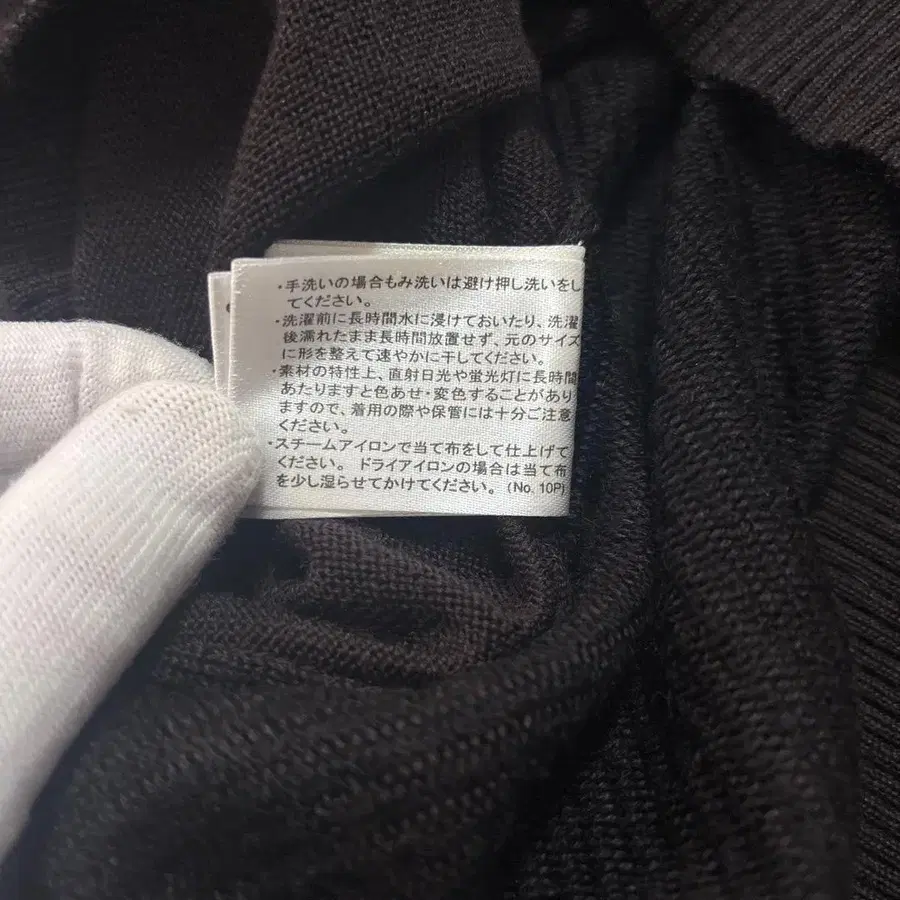 ・手洗いの場合もみ洗いは避け押し洗いをし
てください。
・洗濯前に長時間水に浸けておいたり、洗濯
後濡れたまま長時間放置せず、元のサイズ
に形を整えて速やかに干してください。
・素材の特性上、直射日光や蛍光灯に長時間
あたりますと色あせ・変色することがあり
ますので、着用の際や保管には十分ご注意
ください。
・スチームアイロンで当て布をして仕上げて
ください。 ドライアイロンの場合は当て布
を少し湿らせてかけてください。 (No. 10P)